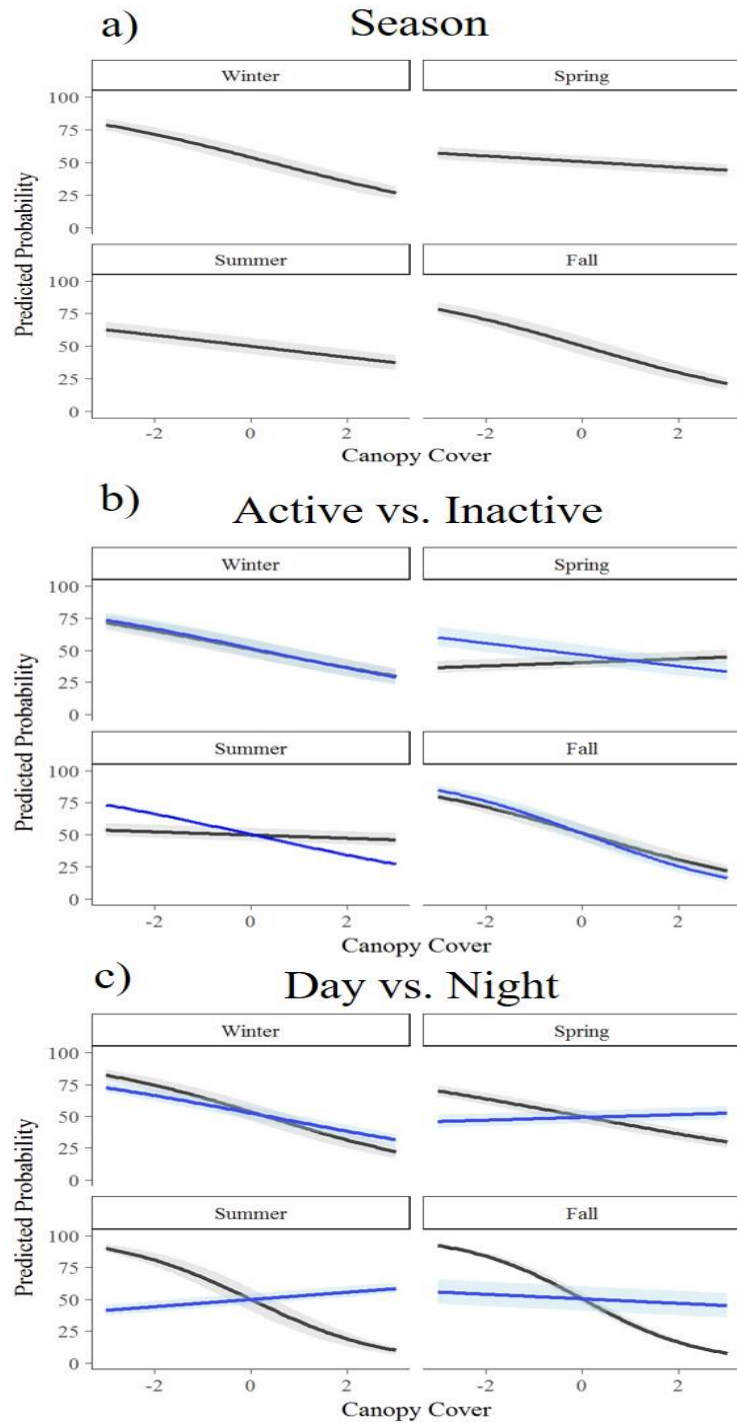 a) Season
Winter Spring
100
75
50
25
0
Summer Fall
100
75
50
25
0
-2 0 2 -2 0 2
Canopy Cover
Predicted Probability
b) Active vs. Inactive
Winter Spring
100
75
50
25
0
Summer Fall
100
75
50
25
0
-2 0 2 -2 0 2
Canopy Cover
Predicted Probability
c) Day vs. Night
Winter Spring
100
75
50
25
0
Summer Fall
100
75
50
25
0
-2 0 2 -2 0 2
Canopy Cover
Predicted Probability